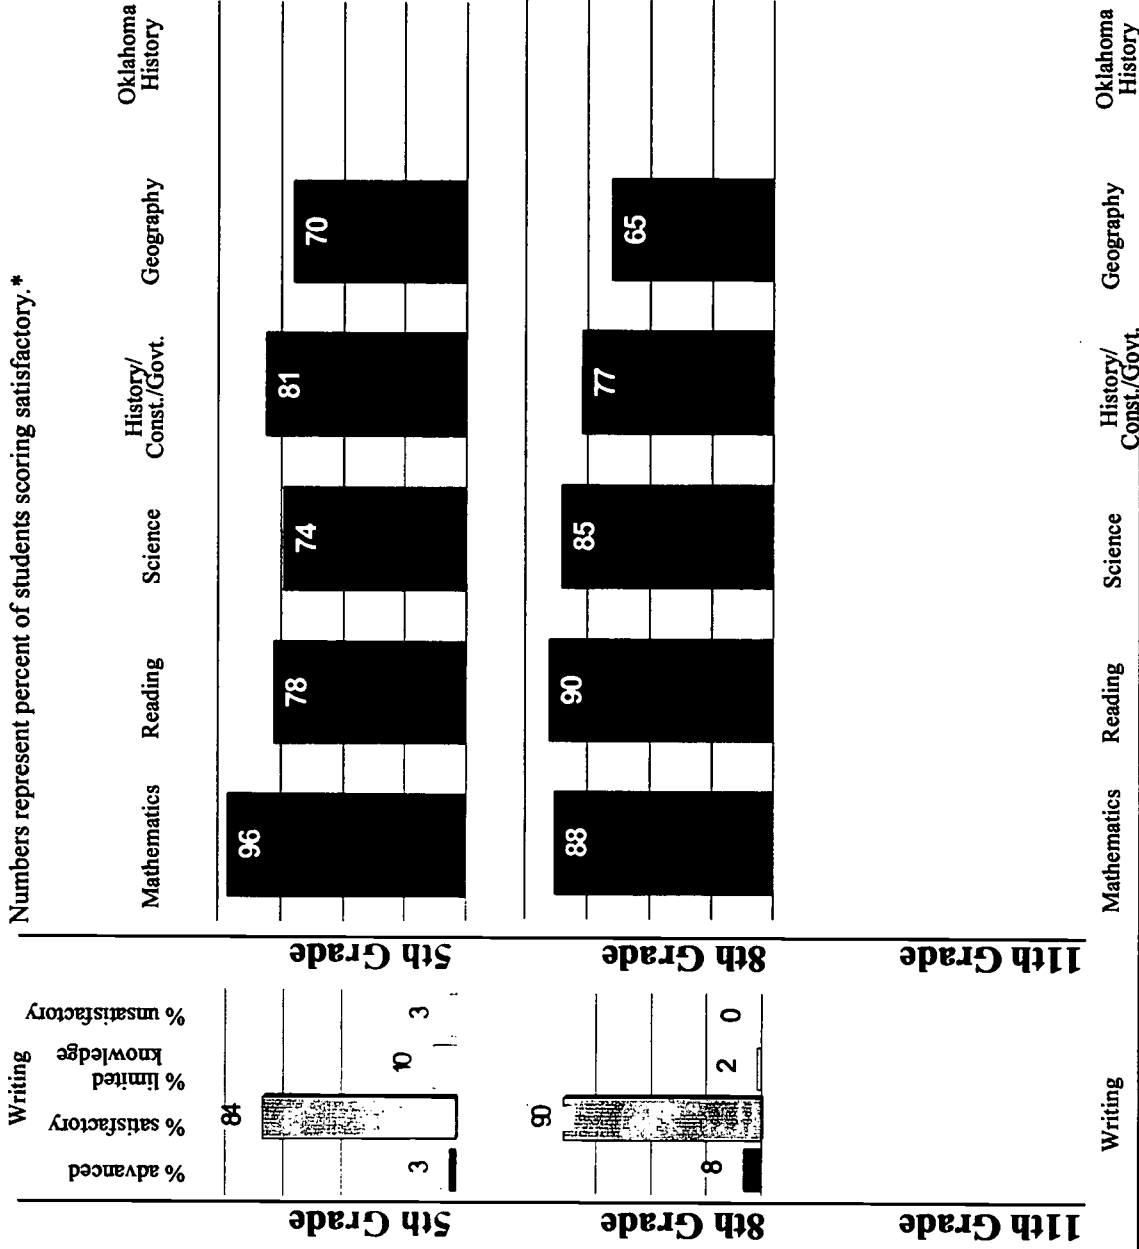 Numbers represent percent of students scoring satisfactory.*
Writing
% advanced
% satisfactory
% limited
knowledge
% unsatisfactory
Mathematics
Reading
Science
History/
Const./Govt.
Geography
Oklahoma
History
5th Grade
3
84
10
3
5th Grade
96
78
74
81
70
8th Grade
8
90
2
0
8th Grade
88
90
85
77
65
11th Grade
11th Grade
Writing
Mathematics
Reading
Science
History/
Const./Govt.
Geography
Oklahoma
History